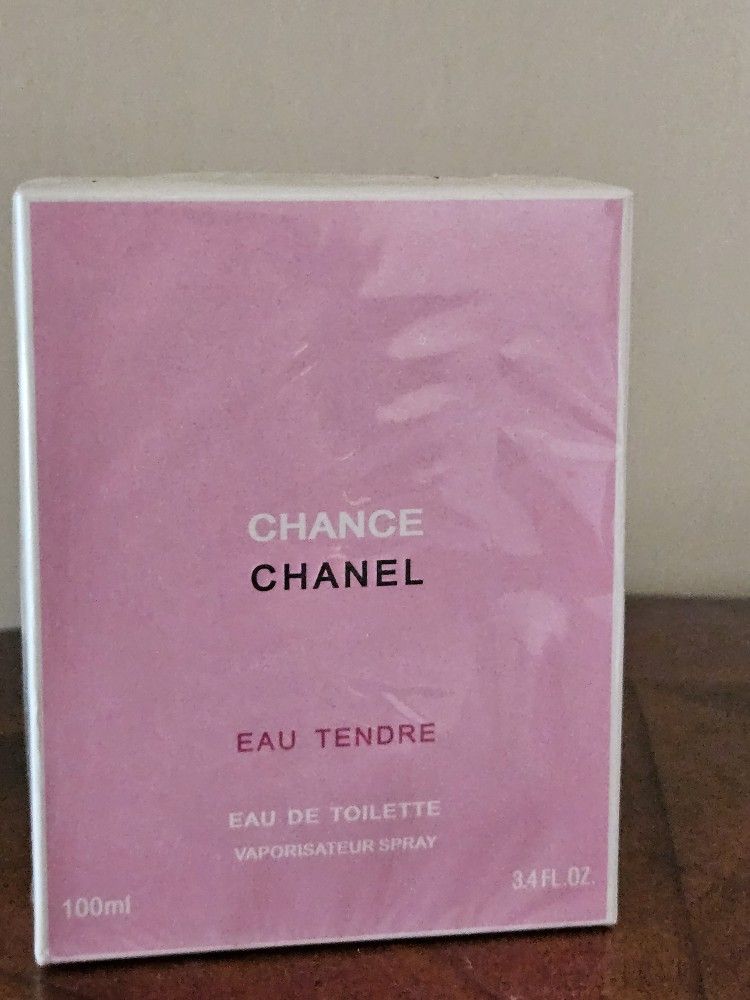 CHANCE
CHANEL
EAU TENDRE
EAU DE TOILETTE
VAPORISATEUR SPRAY
100ml
3.4 FL.OZ.